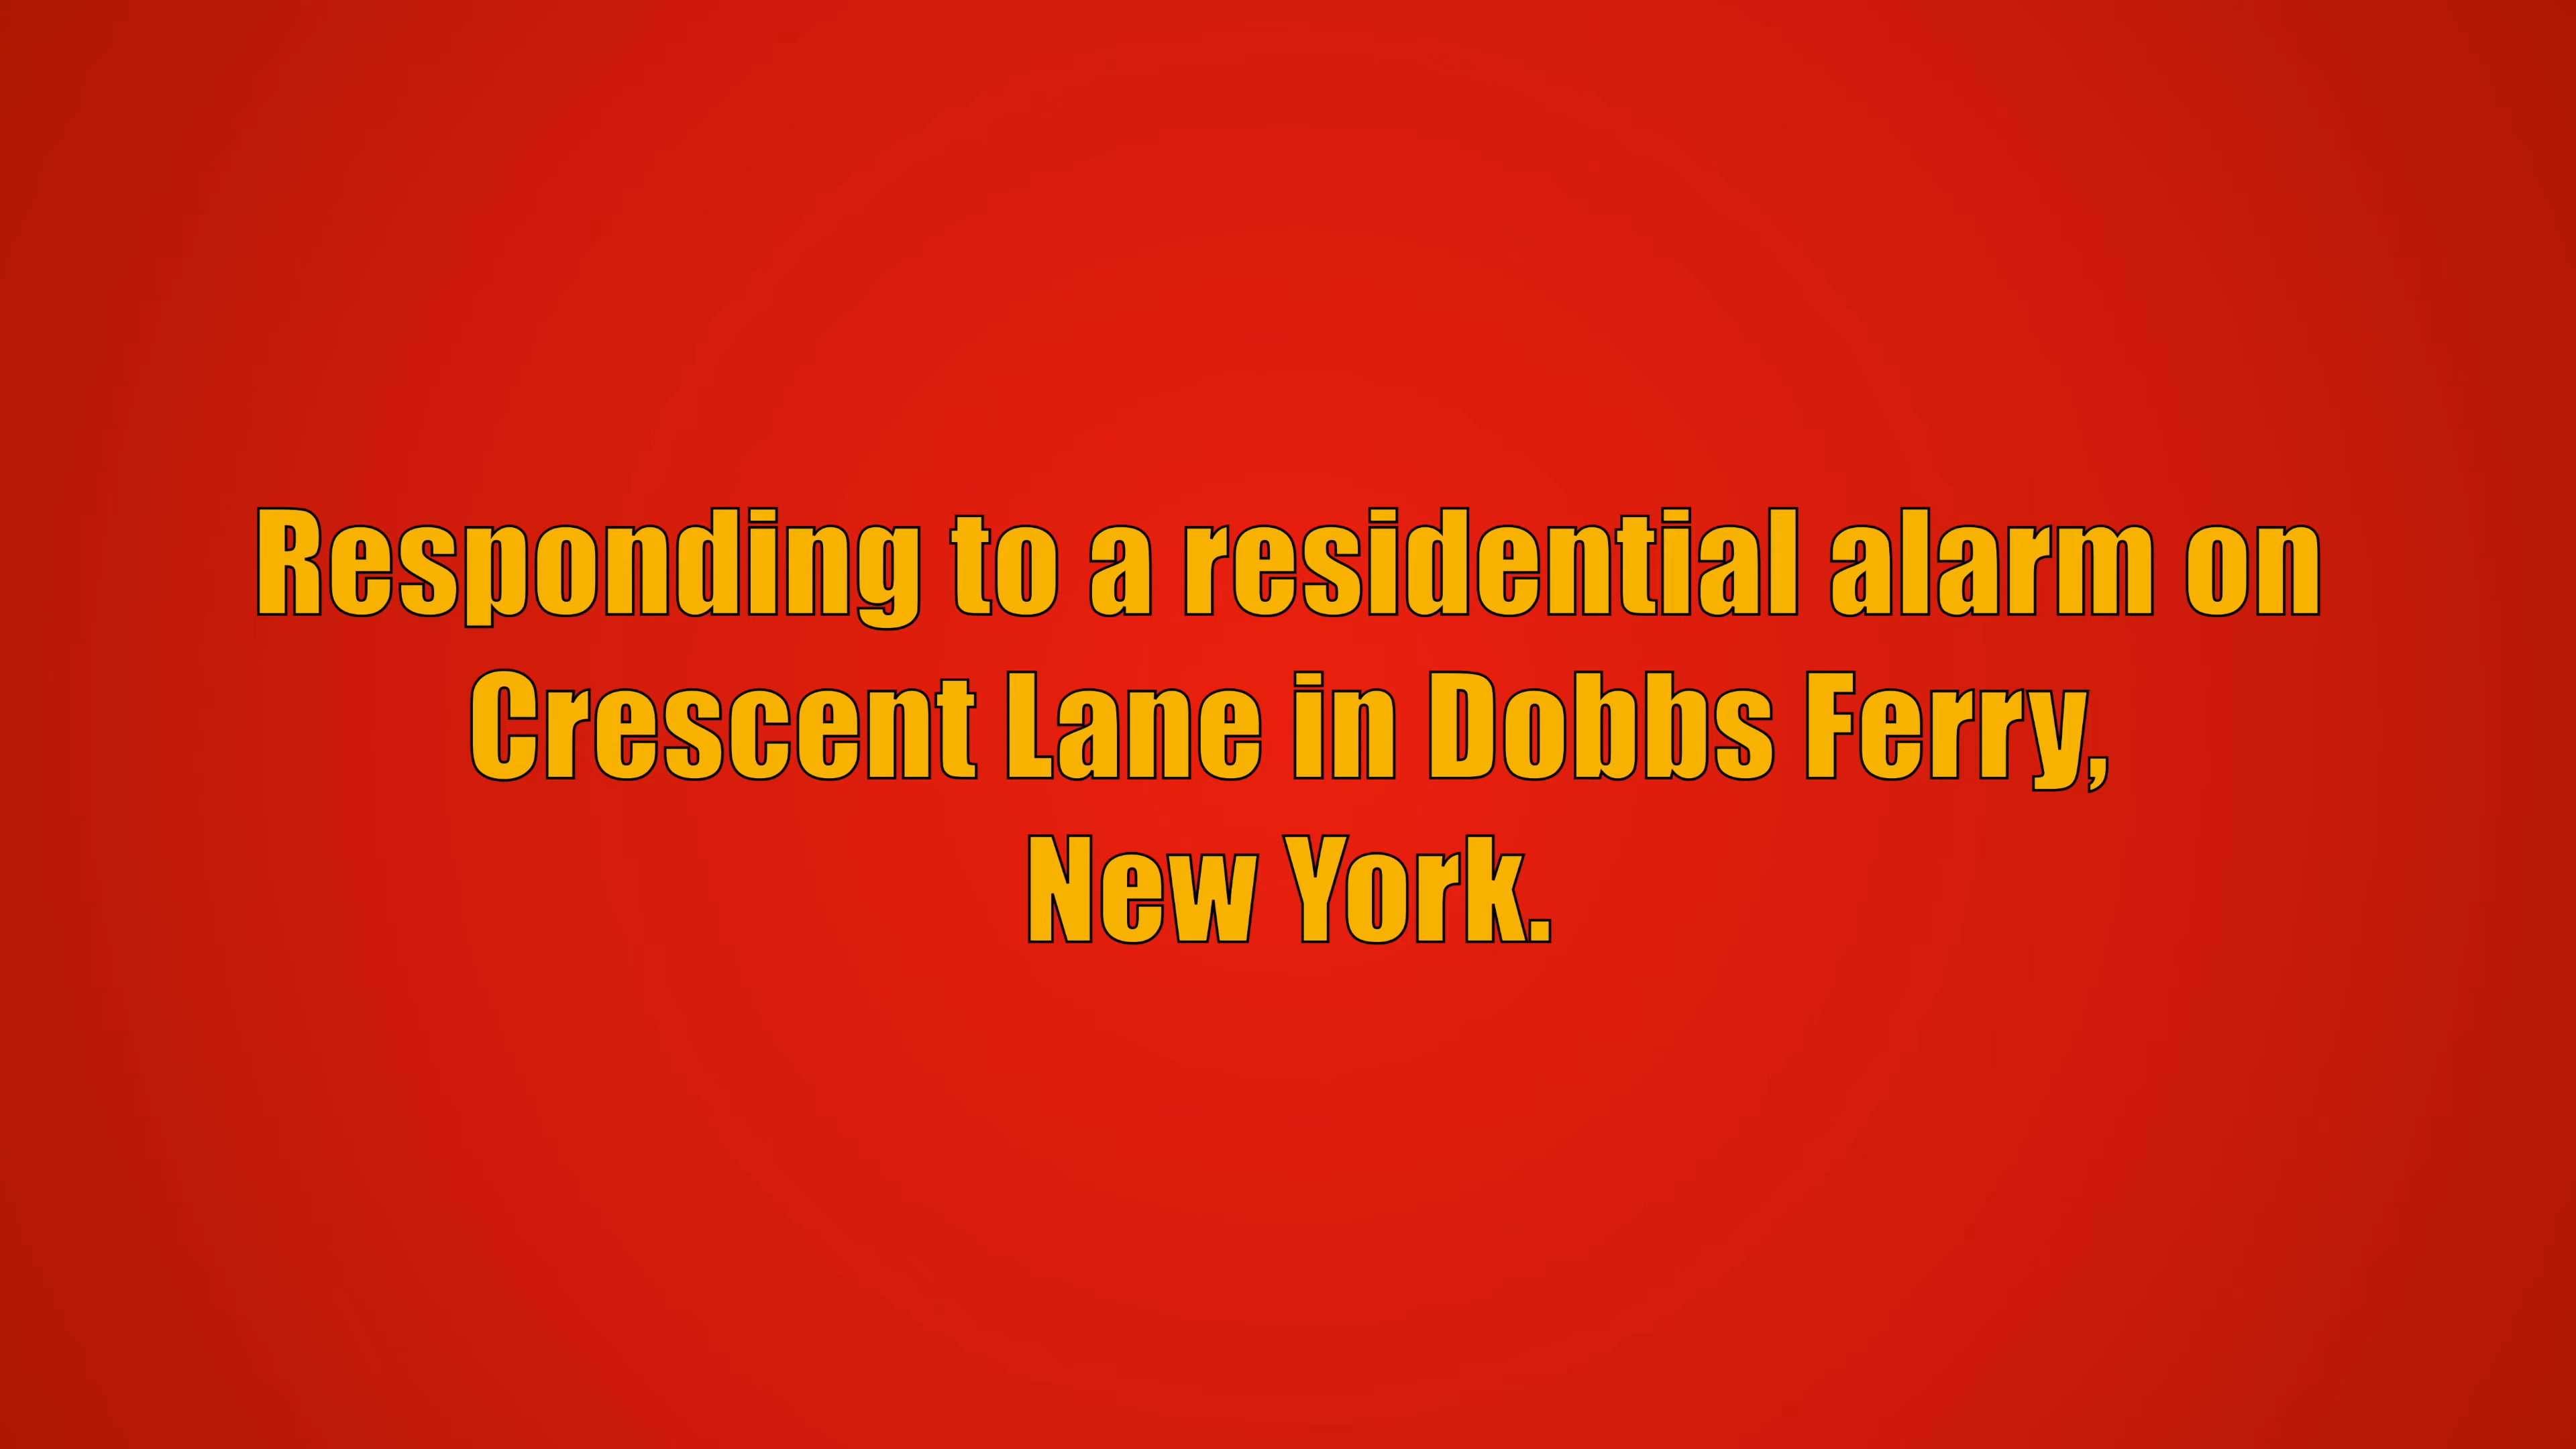 Responding to a residential alarm on
Crescent Lane in Dobbs Ferry,
New York.